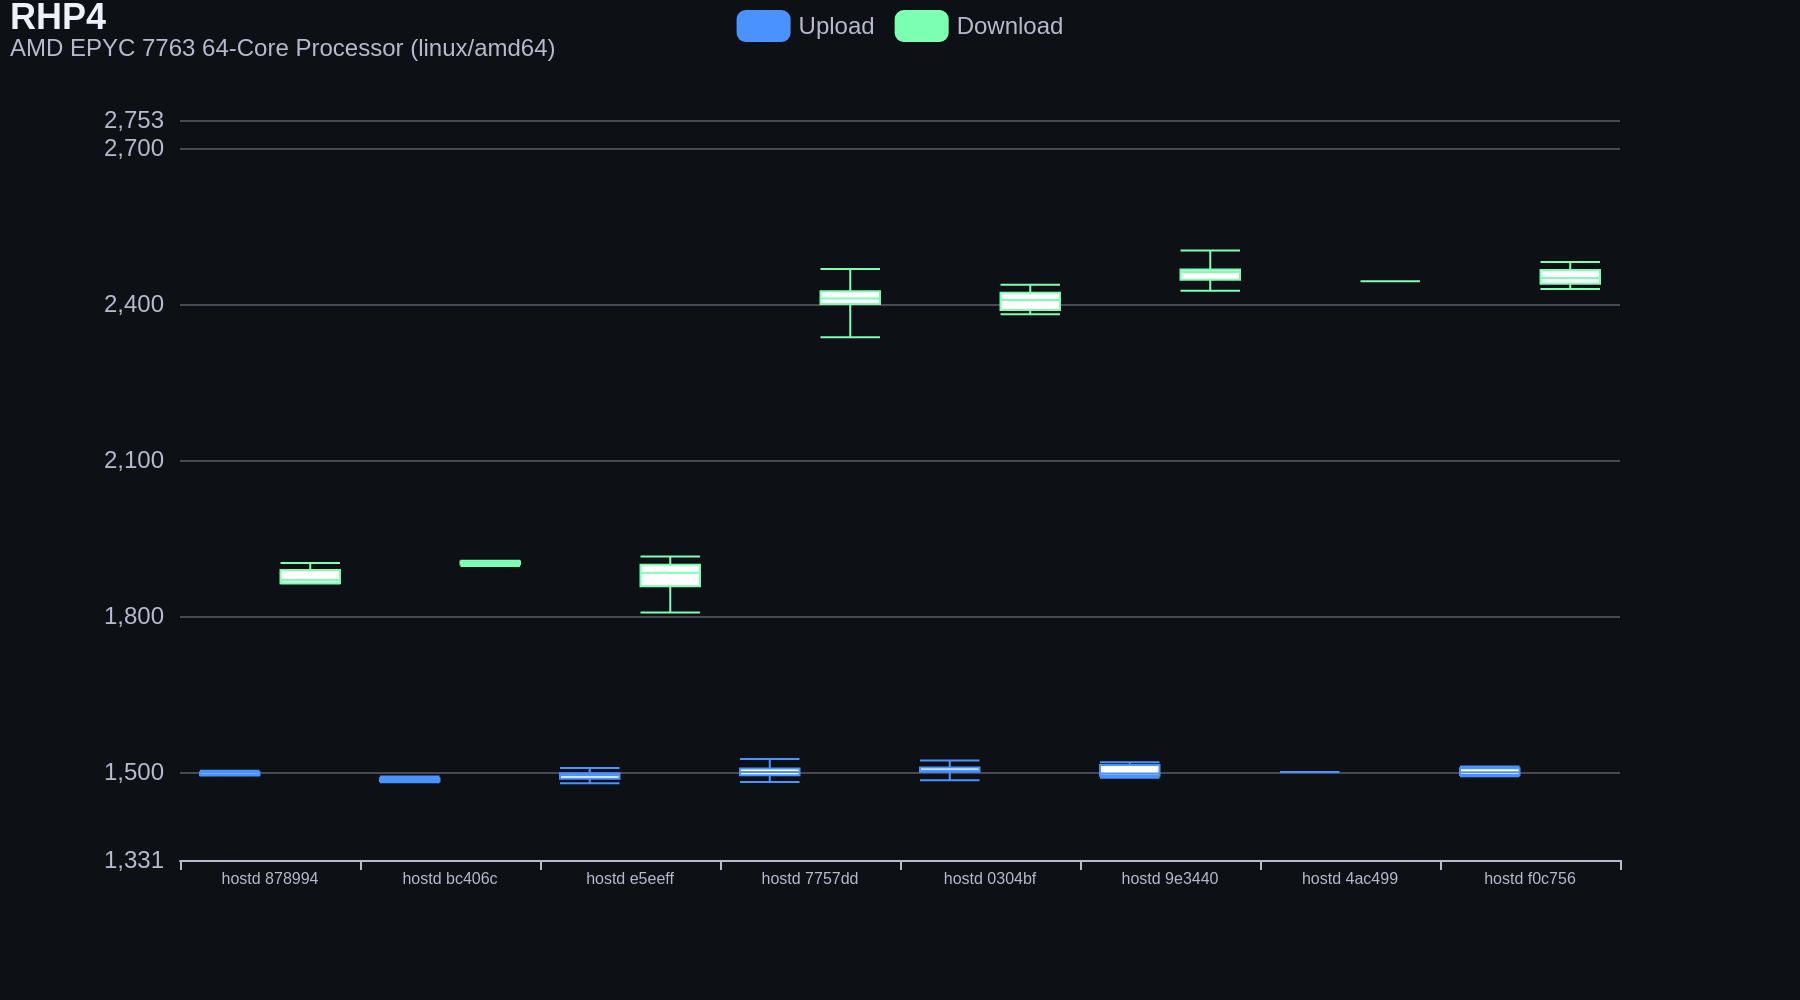 RHP4
AMD EPYC 7763 64-Core Processor (linux/amd64)
Upload Download
2,753
2,700
2,400
2,100
1,800
1,500
1,331
hostd 878994 hostd bc406c hostd e5eeff hostd 7757dd hostd 0304bf hostd 9e3440 hostd 4ac499 hostd f0c756